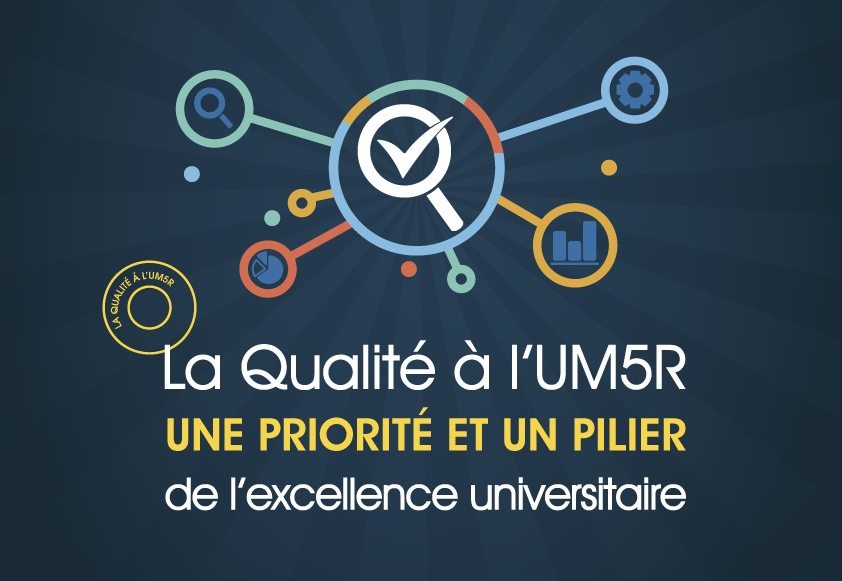 LA QUALITÉ À L'UM5R
La Qualité à l'UM5R
UNE PRIORITÉ ET UN PILIER
de l'excellence universitaire